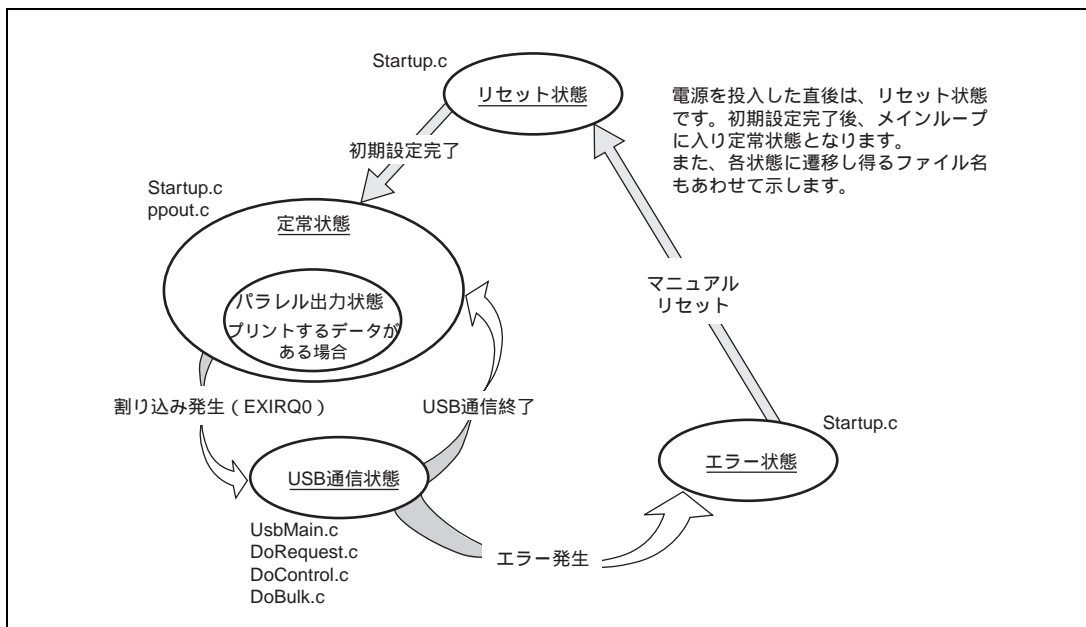 Startup.c
リセット状態
電源を投入した直後は、リセット状態
です。初期設定完了後、メインループ
に入り定常状態となります。
また、各状態に遷移し得るファイル名
もあわせて示します。
初期設定完了
Startup.c
ppout.c
定常状態
パラレル出力状態
プリントするデータが
ある場合
マニュアル
リセット
割り込み発生(EXIRQ0)
USB通信終了
Startup.c
エラー状態
USB通信状態
UsbMain.c
DoRequest.c
DoControl.c
DoBulk.c
エラー発生